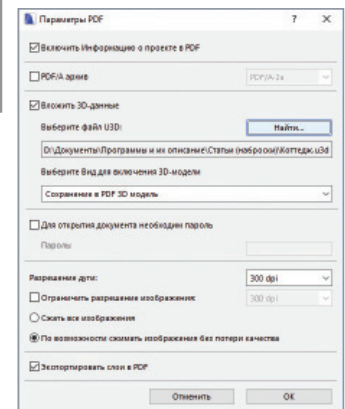 Параметры PDF ? ×
Включить Информацию о проекте в PDF
PDF/A архив PDF/A-2a
Вложить 3D-данные
Выберите файл U3D: Найти...
D:\Документы\Программы и их описание\Статьи (наброски)\Коттедж.u3d
Выберите Вид для включения 3D-модели
Сохранение в PDF 3D модель
Для открытия документа необходим пароль
Пароль:
Разрешение дуги: 300 dpi
Ограничить разрешение изображения: 300 dpi
Сжать все изображения
По возможности сжимать изображения без потери качества
Экспортировать слои в PDF
Отменить OK